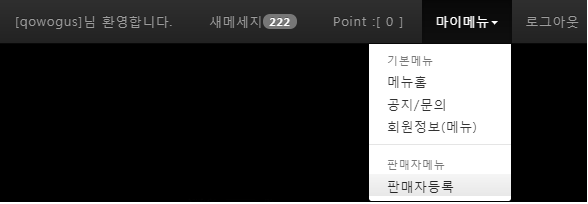 [qowogus]님 환영합니다. 새메세지 222 Point :[ 0 ] 마이메뉴 로그아웃
기본메뉴
메뉴홈
공지/문의
회원정보(메뉴)
판매자메뉴
판매자등록